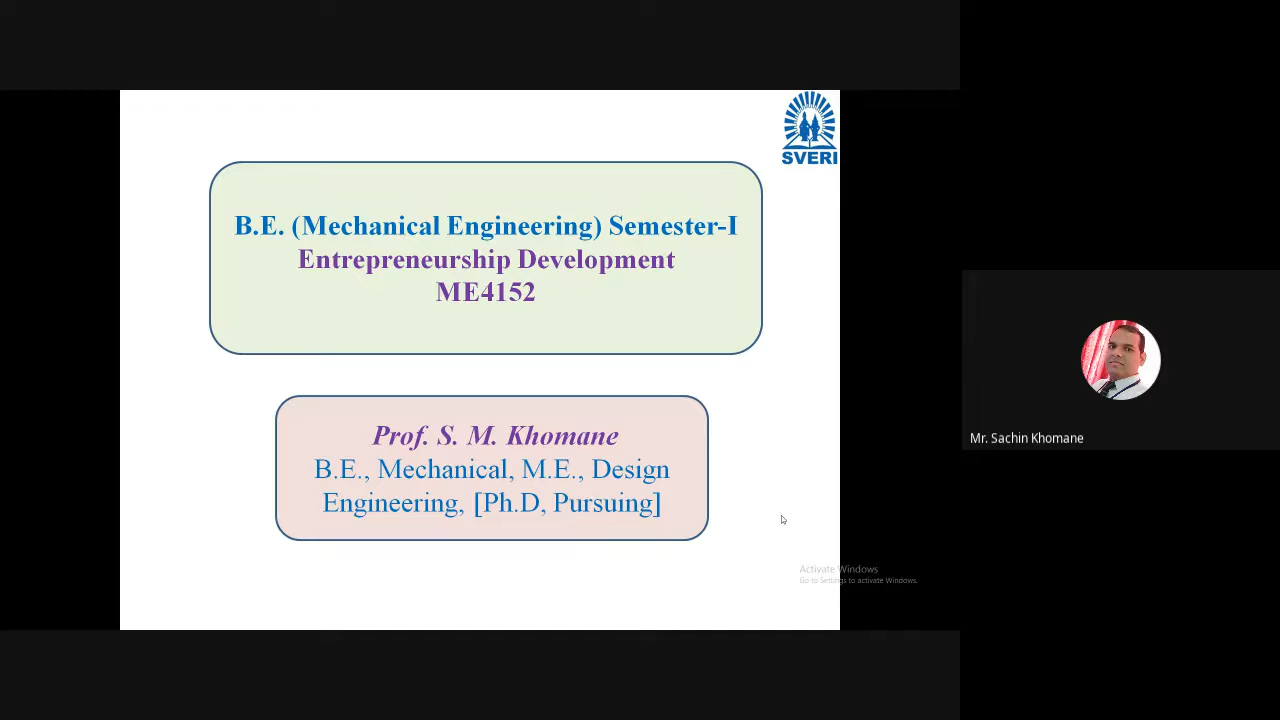 SVERI
B.E. (Mechanical Engineering) Semester-I
Entrepreneurship Development
ME4152
Prof. S. M. Khomane
B.E., Mechanical, M.E., Design
Engineering, [Ph.D, Pursuing]
Mr. Sachin Khomane
Activate Windows
Go to Settings to activate Windows.